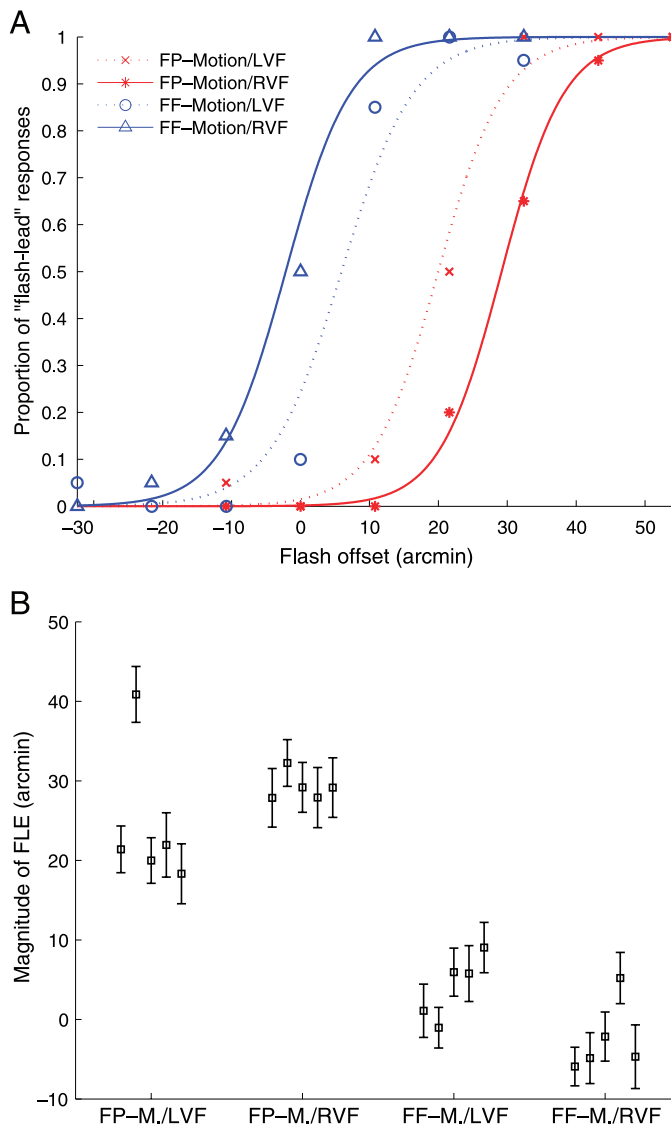 A
1
0.9
0.8
0.7
0.6
0.5
0.4
0.3
0.2
0.1
0
Proportion of "flash-lead" responses
FP–Motion/LVF
FP–Motion/RVF
FF–Motion/LVF
FF–Motion/RVF
–30 –20 –10 0 10 20 30 40 50
Flash offset (arcmin)
B
50
40
30
20
10
0
–10
Magnitude of FLE (arcmin)
FP–M./LVF FP–M./RVF FF–M./LVF FF–M./RVF